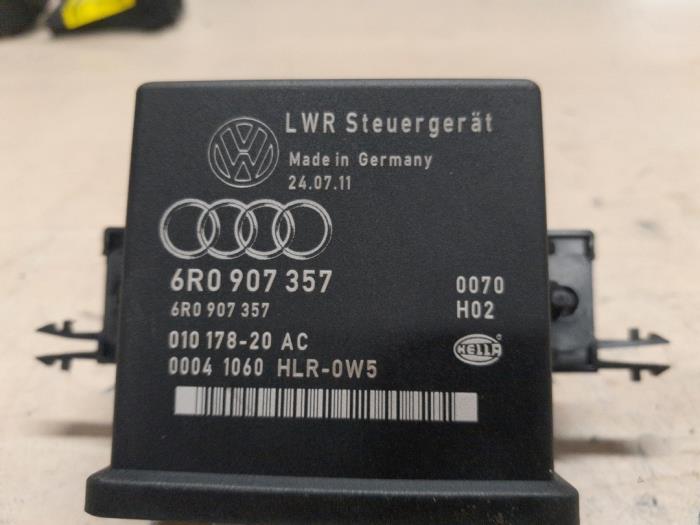 LWR Steuergerät
Made in Germany
24.07.11
6R0 907 357 0070
6R0 907 357 H02
010 178-20 AC
HELLA
0004 1060 HLR-0W5